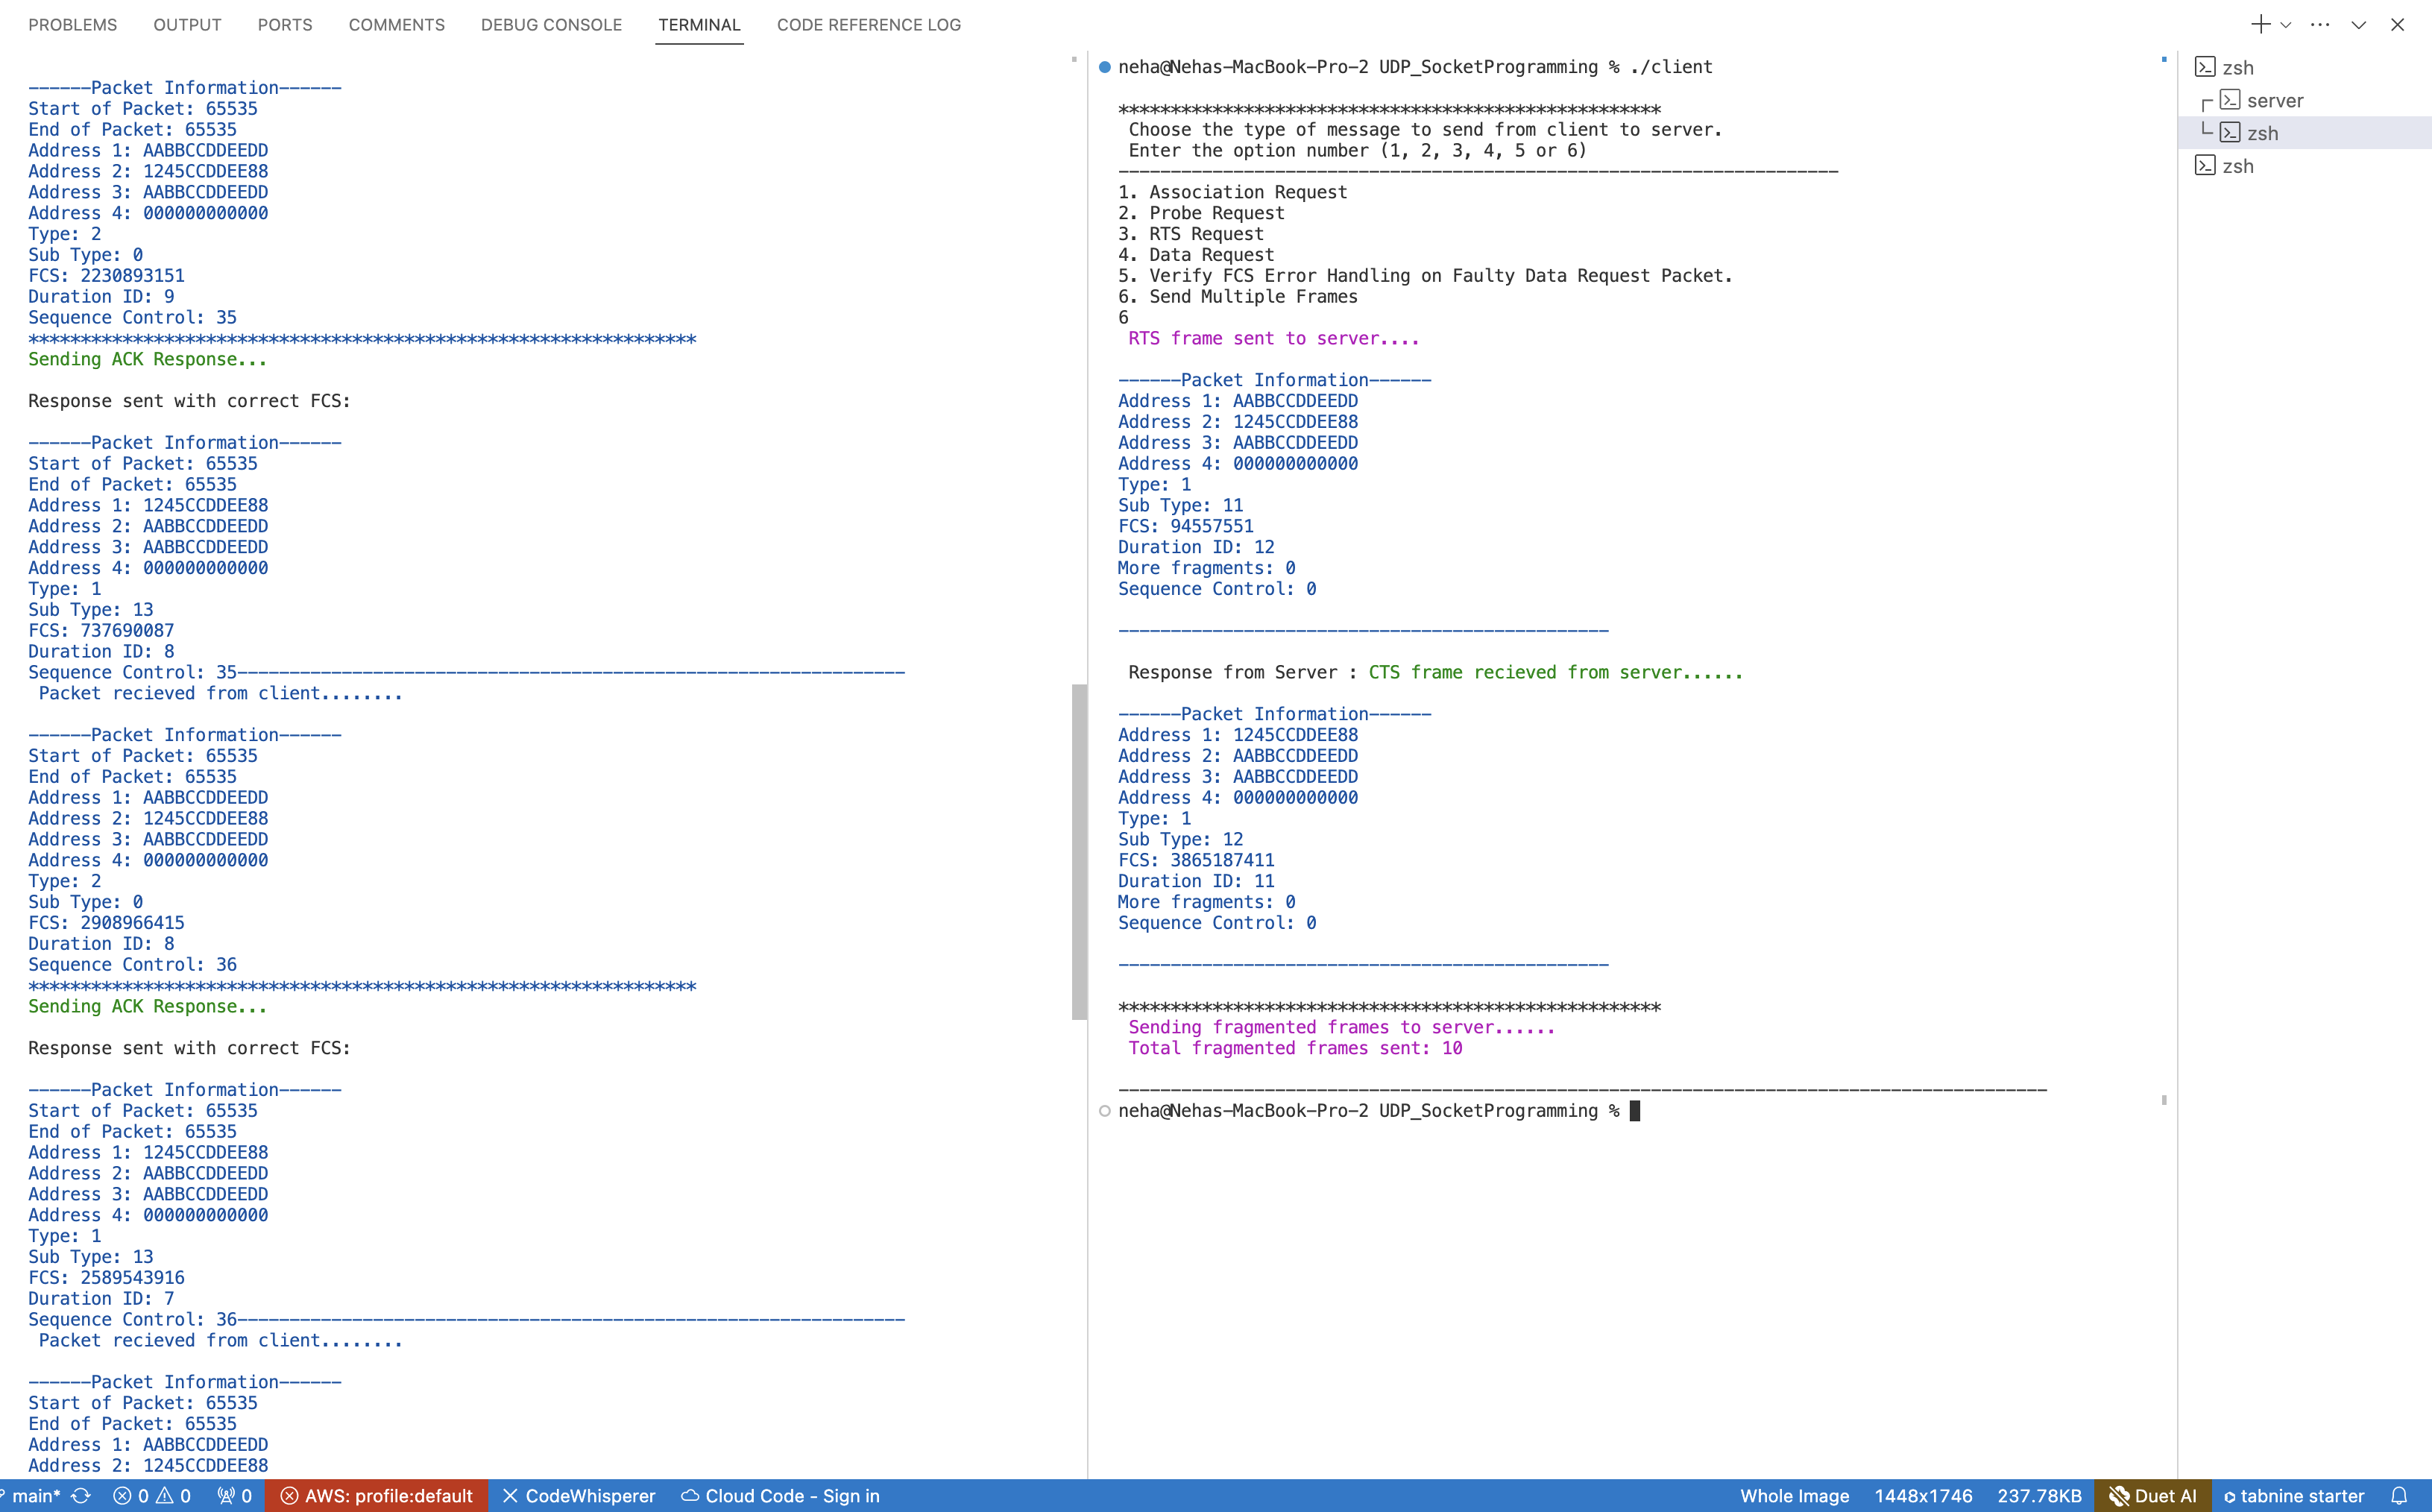 PROBLEMS OUTPUT PORTS COMMENTS DEBUG CONSOLE TERMINAL CODE REFERENCE LOG
------Packet Information------
Start of Packet: 65535
End of Packet: 65535
Address 1: AABBCCDDEEDD
Address 2: 1245CCDDEE88
Address 3: AABBCCDDEEDD
Address 4: 000000000000
Type: 2
Sub Type: 0
FCS: 2230893151
Duration ID: 9
Sequence Control: 35
****************************************************************
Sending ACK Response...
Response sent with correct FCS:
------Packet Information------
Start of Packet: 65535
End of Packet: 65535
Address 1: 1245CCDDEE88
Address 2: AABBCCDDEEDD
Address 3: AABBCCDDEEDD
Address 4: 000000000000
Type: 1
Sub Type: 13
FCS: 737690087
Duration ID: 8
Sequence Control: 35----------------------------------------------------------------
Packet recieved from client........
------Packet Information------
Start of Packet: 65535
End of Packet: 65535
Address 1: AABBCCDDEEDD
Address 2: 1245CCDDEE88
Address 3: AABBCCDDEEDD
Address 4: 000000000000
Type: 2
Sub Type: 0
FCS: 2908966415
Duration ID: 8
Sequence Control: 36
****************************************************************
Sending ACK Response...
Response sent with correct FCS:
------Packet Information------
Start of Packet: 65535
End of Packet: 65535
Address 1: 1245CCDDEE88
Address 2: AABBCCDDEEDD
Address 3: AABBCCDDEEDD
Address 4: 000000000000
Type: 1
Sub Type: 13
FCS: 2589543916
Duration ID: 7
Sequence Control: 36----------------------------------------------------------------
Packet recieved from client........
------Packet Information------
Start of Packet: 65535
End of Packet: 65535
Address 1: AABBCCDDEEDD
Address 2: 1245CCDDEE88
neha@Nehas-MacBook-Pro-2 UDP_SocketProgramming % ./client
****************************************************
Choose the type of message to send from client to server.
Enter the option number (1, 2, 3, 4, 5 or 6)
---------------------------------------------------------------------
1. Association Request
2. Probe Request
3. RTS Request
4. Data Request
5. Verify FCS Error Handling on Faulty Data Request Packet.
6. Send Multiple Frames
6
RTS frame sent to server....
------Packet Information------
Address 1: AABBCCDDEEDD
Address 2: 1245CCDDEE88
Address 3: AABBCCDDEEDD
Address 4: 000000000000
Type: 1
Sub Type: 11
FCS: 94557551
Duration ID: 12
More fragments: 0
Sequence Control: 0
-----------------------------------------------
Response from Server : CTS frame recieved from server......
------Packet Information------
Address 1: 1245CCDDEE88
Address 2: AABBCCDDEEDD
Address 3: AABBCCDDEEDD
Address 4: 000000000000
Type: 1
Sub Type: 12
FCS: 3865187411
Duration ID: 11
More fragments: 0
Sequence Control: 0
-----------------------------------------------
****************************************************
Sending fragmented frames to server......
Total fragmented frames sent: 10
-----------------------------------------------------------------------------------------
neha@Nehas-MacBook-Pro-2 UDP_SocketProgramming %
zsh
server
zsh
zsh
main* 0 0 0 AWS: profile:default CodeWhisperer Cloud Code - Sign in Whole Image 1448x1746 237.78KB Duet AI tabnine starter